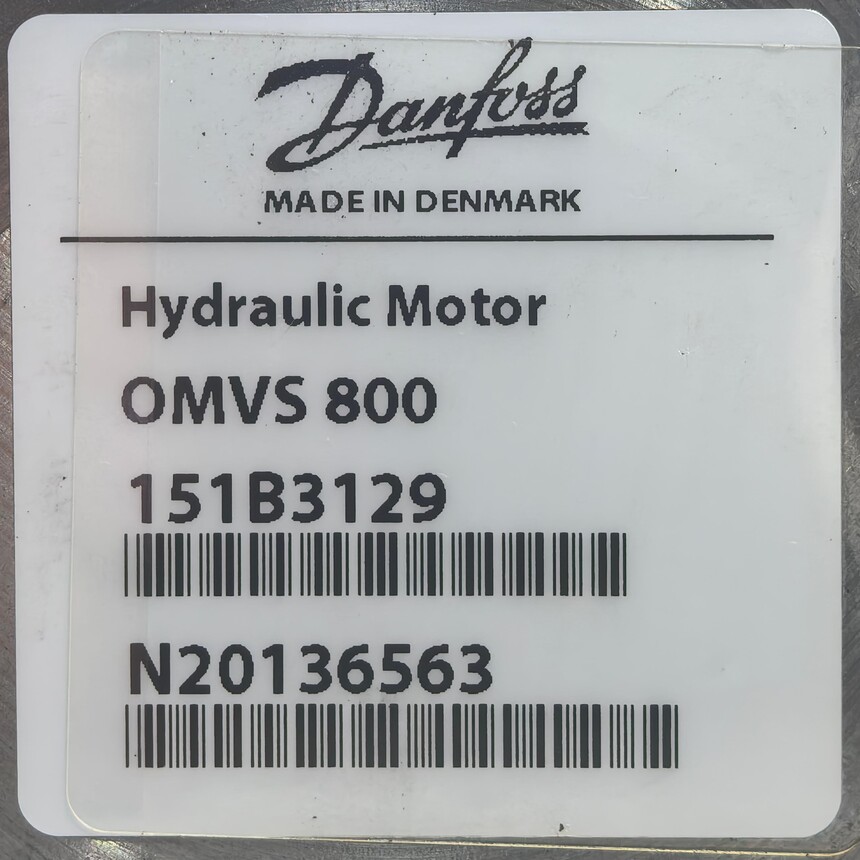 Danfoss
MADE IN DENMARK
Hydraulic Motor
OMVS 800
151B3129
N20136563